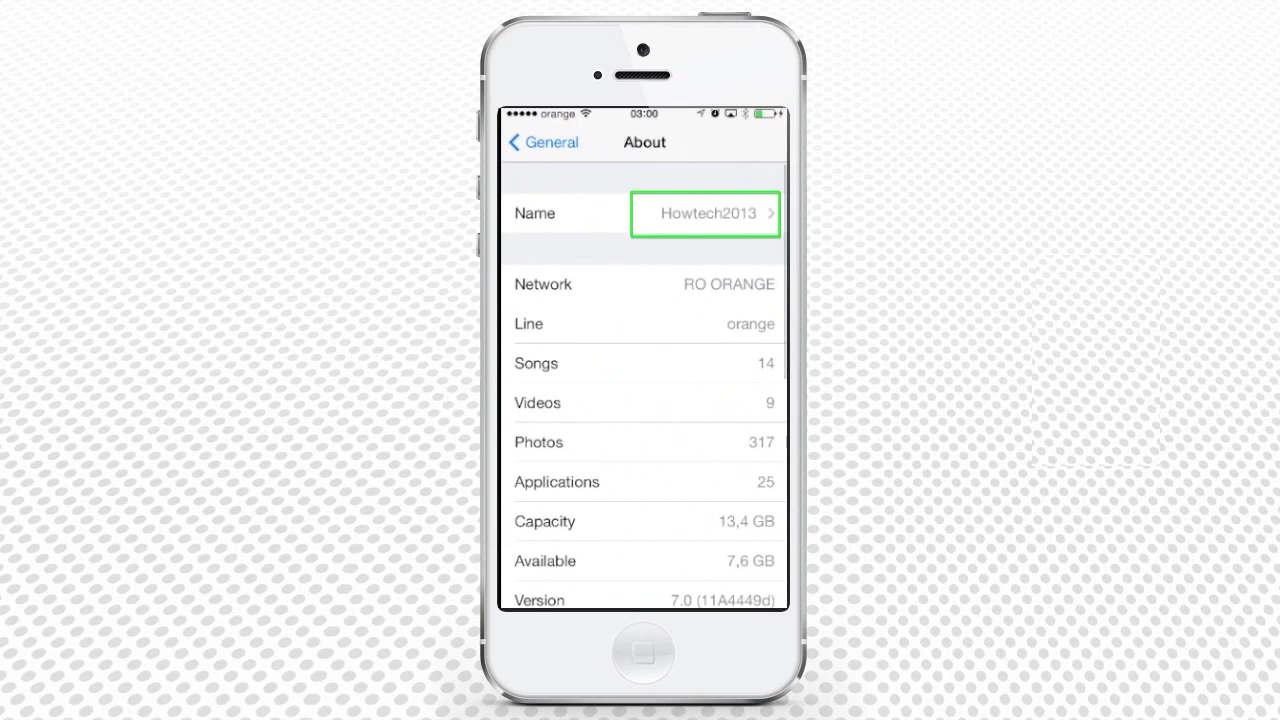 orange 03:00
General About
Name Howtech2013
Network RO ORANGE
Line orange
Songs 14
Videos 9
Photos 317
Applications 25
Capacity 13,4 GB
Available 7,6 GB
Version 7.0 (11A4449d)